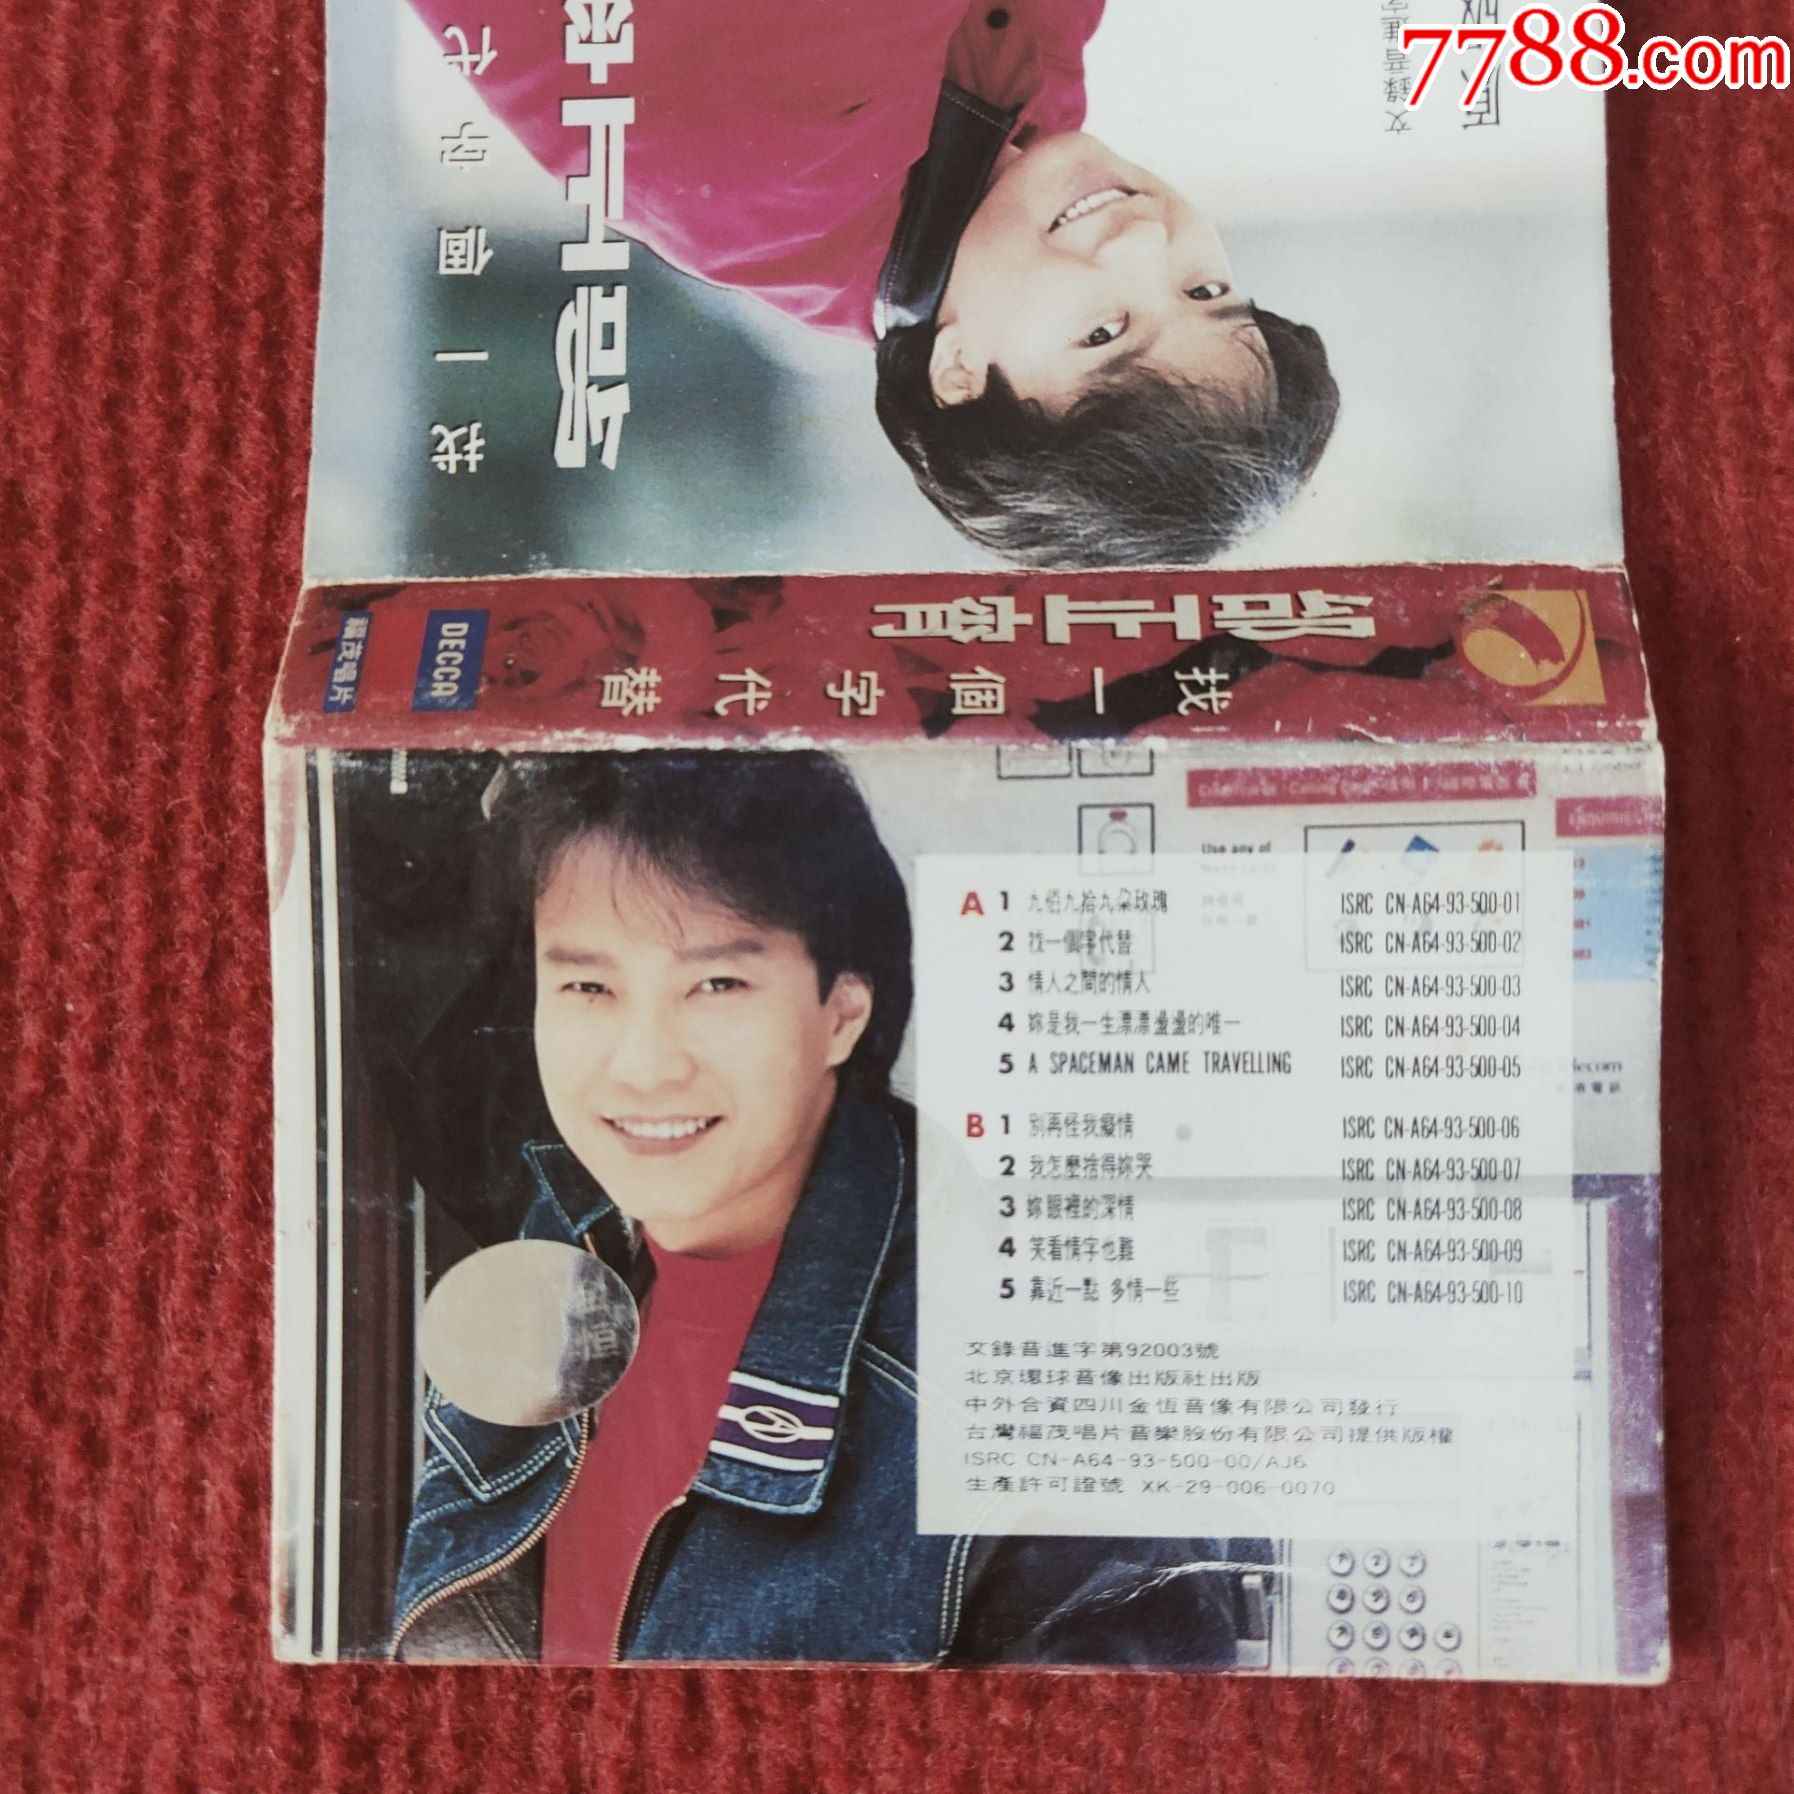 7788.com
文錄音進字
找一個字代
邰正宵
找一個字代替
DECCA
福茂唱片
Use any of
A 1 九佰九拾九朵玫瑰 ISRC CN-A64-93-500-01
2 找一個字代替 ISRC CN-A64-93-500-02
3 情人之間的情人 ISRC CN-A64-93-500-03
4 妳是我一生漂漂盪盪的唯一 ISRC CN-A64-93-500-04
5 A SPACEMAN CAME TRAVELLING ISRC CN-A64-93-500-05
B 1 別再怪我癡情 ISRC CN-A64-93-500-06
2 我怎麼捨得妳哭 ISRC CN-A64-93-500-07
3 妳眼裡的深情 ISRC CN-A64-93-500-08
4 笑看情字也難 ISRC CN-A64-93-500-09
5 靠近一點 多情一些 ISRC CN-A64-93-500-10
文錄音進字第92003號
北京環球音像出版社出版
中外合資四川金恆音像有限公司發行
台灣福茂唱片音樂股份有限公司提供版權
ISRC CN-A64-93-500-00/AJ6
生產許可證號 XK-29-006-0070